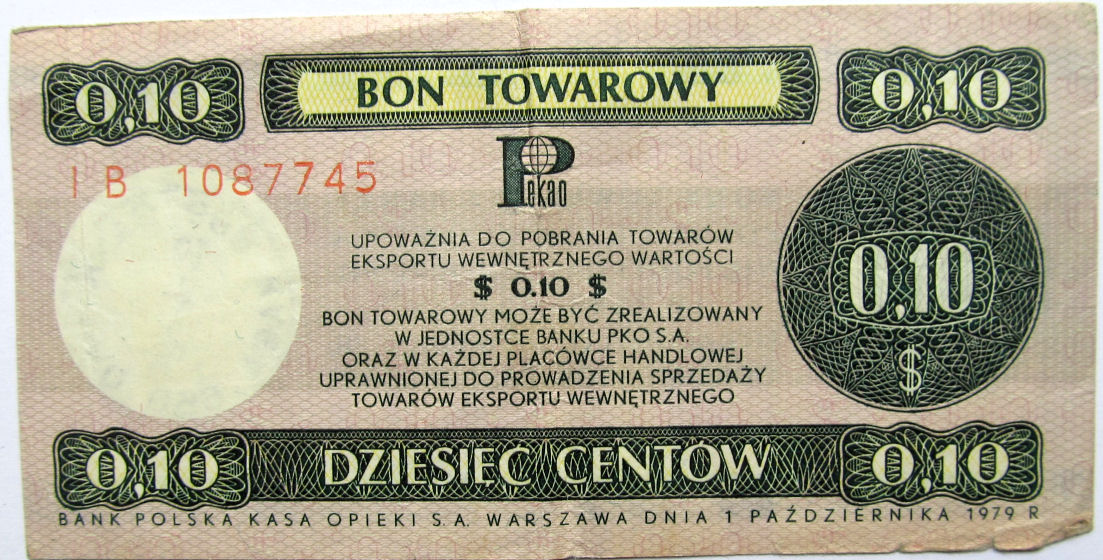 0,10 BON TOWAROWY 0,10
I B 1087745
Pekao
UPOWAŻNIA DO POBRANIA TOWARÓW
EKSPORTU WEWNĘTRZNEGO WARTOŚCI
$ 0.10 $
BON TOWAROWY MOŻE BYĆ ZREALIZOWANY
W JEDNOSTCE BANKU PKO S.A.
ORAZ W KAŻDEJ PLACÓWCE HANDLOWEJ
UPRAWNIONEJ DO PROWADZENIA SPRZEDAŻY
TOWARÓW EKSPORTU WEWNĘTRZNEGO
0,10
$
0,10 DZIESIĘĆ CENTÓW 0,10
BANK POLSKA KASA OPIEKI S.A. WARSZAWA DNIA 1 PAŹDZIERNIKA 1979 R